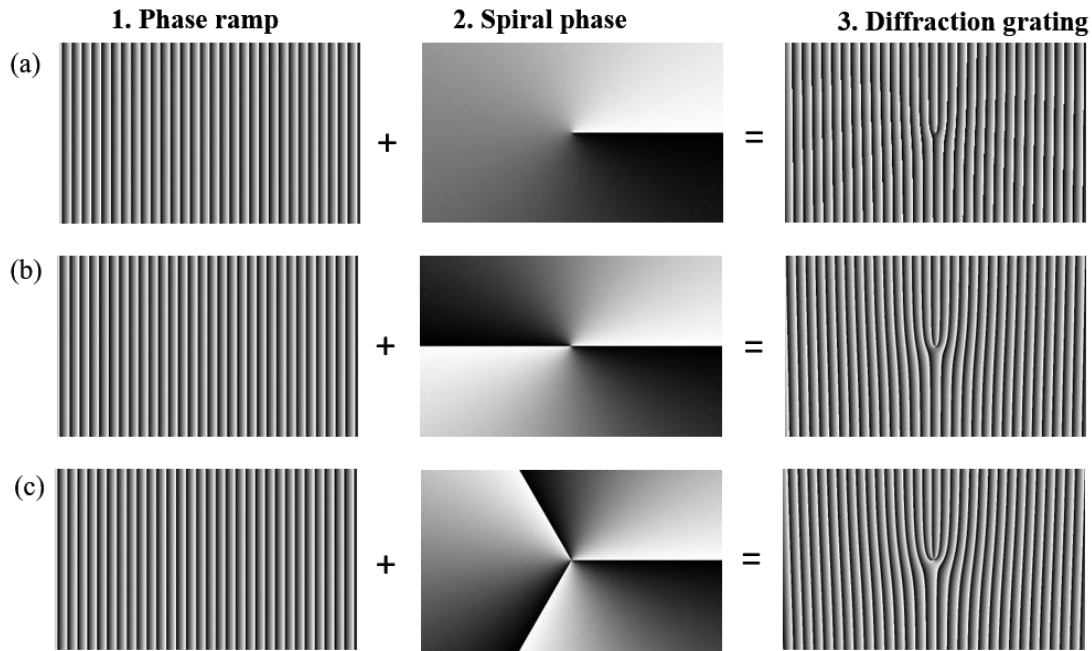 1. Phase ramp 2. Spiral phase 3. Diffraction grating
(a) + =
(b) + =
(c) + =